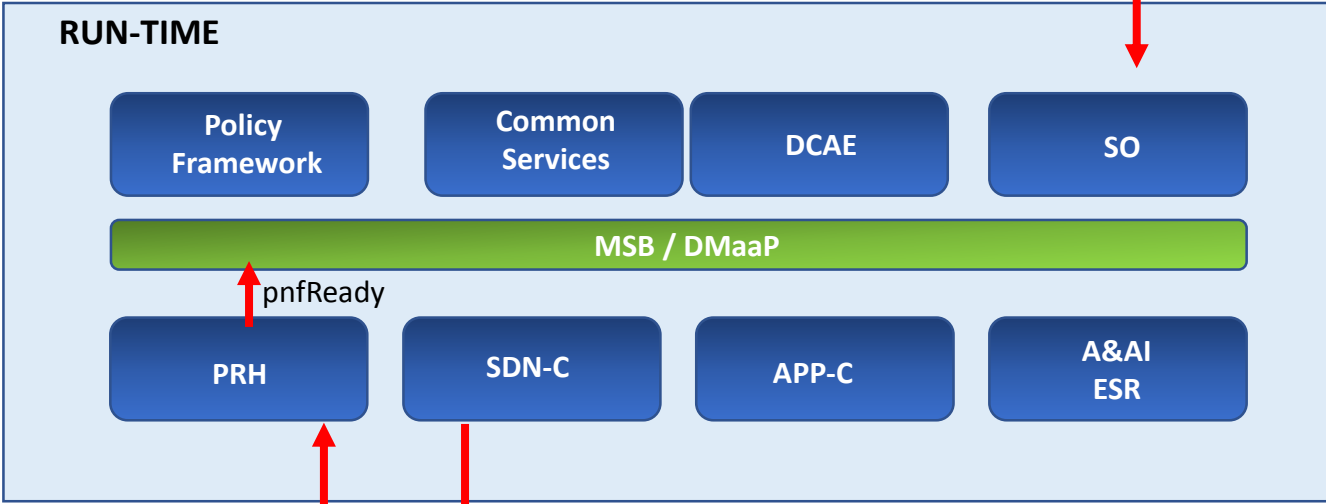 RUN-TIME
Policy
Framework
Common
Services
DCAE
SO
MSB / DMaaP
pnfReady
PRH
SDN-C
APP-C
A&AI
ESR